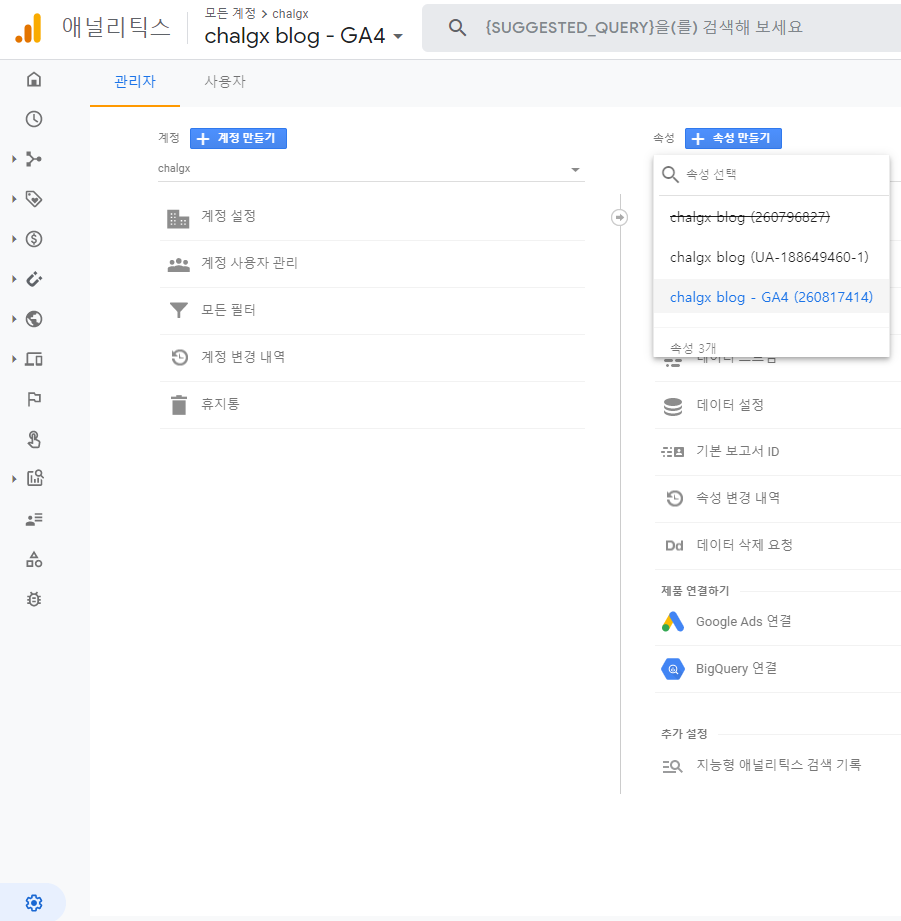 애널리틱스
모든 계정 > chalgx
chalgx blog - GA4
{SUGGESTED_QUERY}을(를) 검색해 보세요
관리자
사용자
계정
+ 계정 만들기
chalgx
계정 설정
계정 사용자 관리
모든 필터
계정 변경 내역
휴지통
속성
+ 속성 만들기
속성 선택
chalgx blog (260796827)
chalgx blog (UA-188649460-1)
chalgx blog - GA4 (260817414)
속성 3개
데이터 스트림
데이터 설정
기본 보고서 ID
속성 변경 내역
Dd 데이터 삭제 요청
제품 연결하기
Google Ads 연결
BigQuery 연결
추가 설정
지능형 애널리틱스 검색 기록